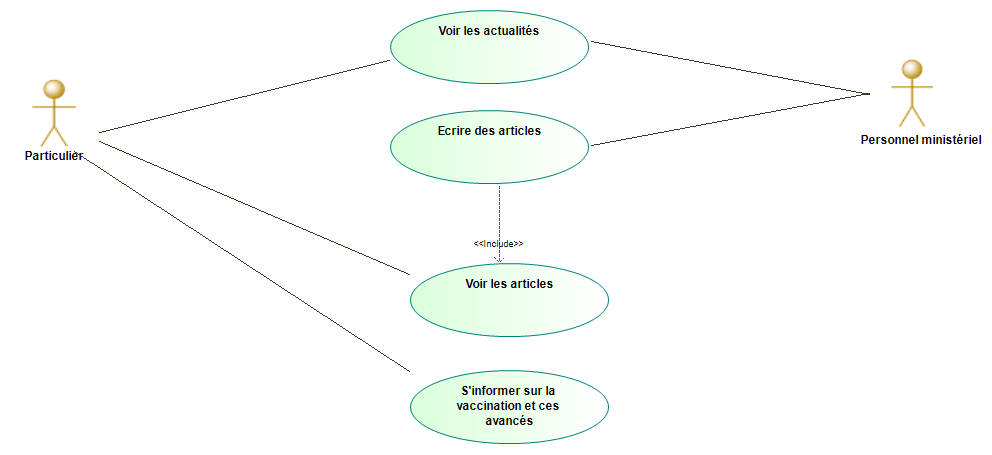 Voir les actualités
Ecrire des articles
Particulier
Personnel ministériel
<<Include>>
Voir les articles
S'informer sur la
vaccination et ces
avancés